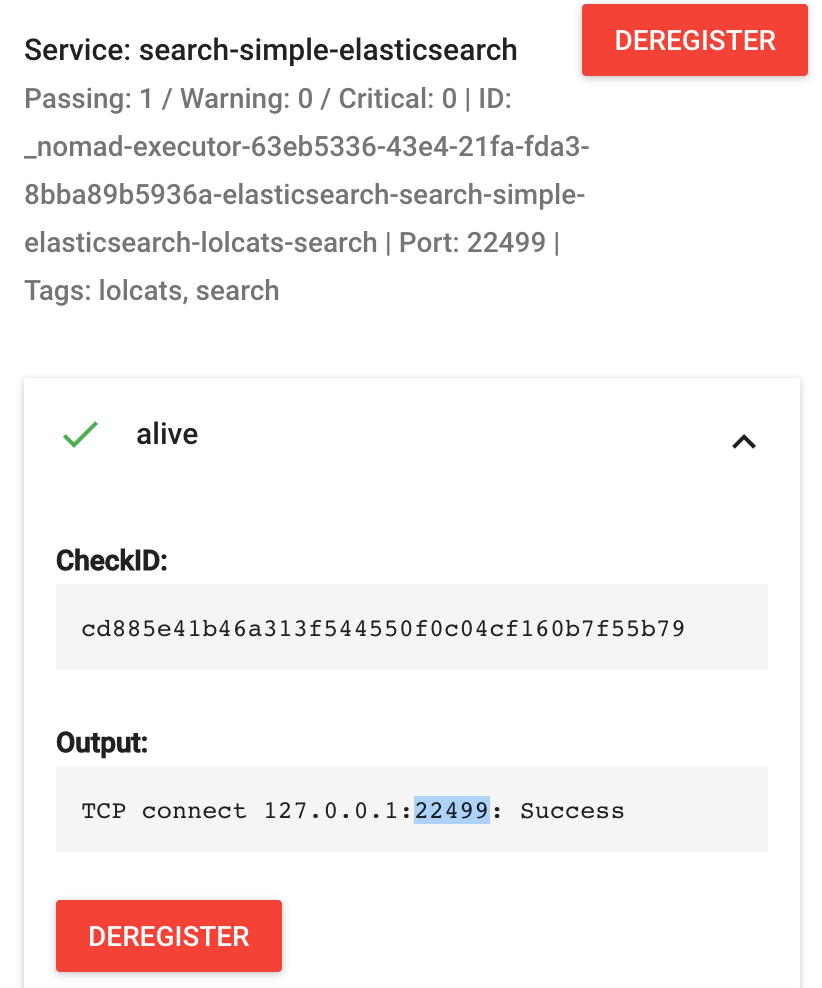 Service: search-simple-elasticsearch
DEREGISTER
Passing: 1 / Warning: 0 / Critical: 0 | ID:
_nomad-executor-63eb5336-43e4-21fa-fda3-
8bba89b5936a-elasticsearch-search-simple-
elasticsearch-lolcats-search | Port: 22499 |
Tags: lolcats, search
alive
CheckID:
cd885e41b46a313f544550f0c04cf160b7f55b79
Output:
TCP connect 127.0.0.1:22499: Success
DEREGISTER